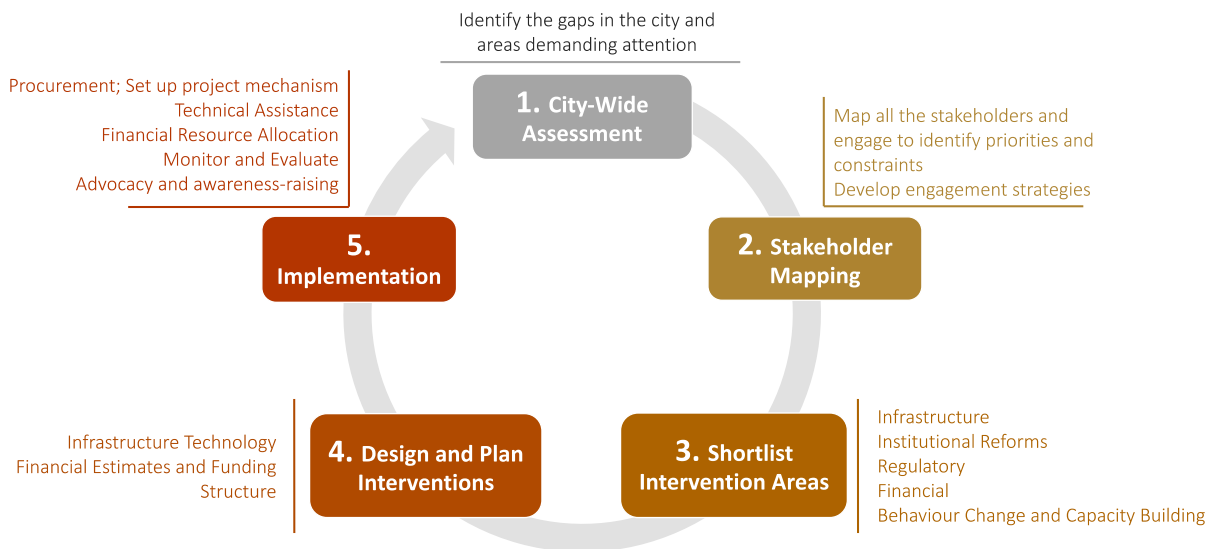 Identify the gaps in the city and
areas demanding attention
1. City-Wide
Assessment
Map all the stakeholders and
engage to identify priorities and
constraints
Develop engagement strategies
2. Stakeholder
Mapping
3. Shortlist
Intervention Areas
Infrastructure
Institutional Reforms
Regulatory
Financial
Behaviour Change and Capacity Building
4. Design and Plan
Interventions
Infrastructure Technology
Financial Estimates and Funding
Structure
5.
Implementation
Procurement; Set up project mechanism
Technical Assistance
Financial Resource Allocation
Monitor and Evaluate
Advocacy and awareness-raising